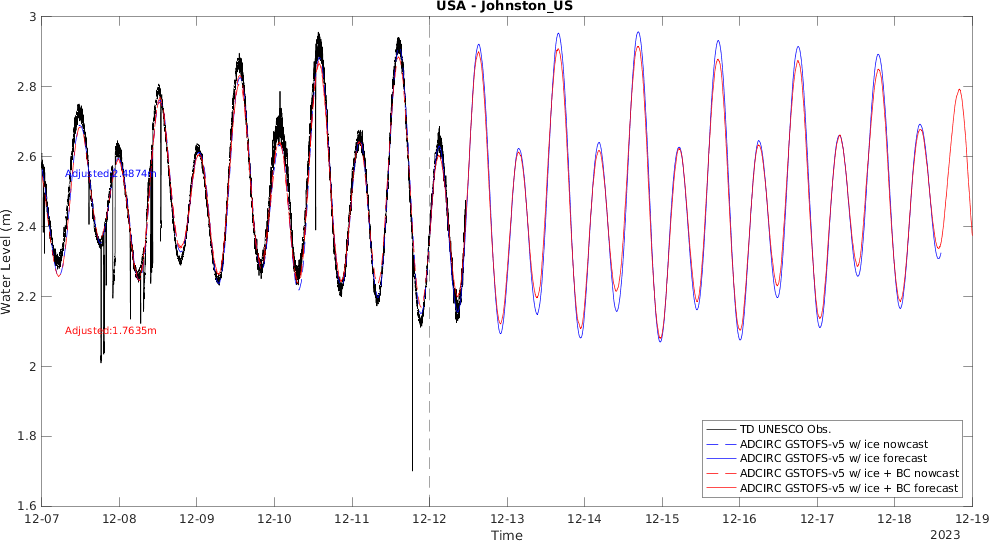 USA - Johnston_US
3
2.8
2.6
2.4
2.2
2
1.8
1.6
Water Level (m)
Adjusted:2.4874m
Adjusted:1.7635m
TD UNESCO Obs.
ADCIRC GSTOFS-v5 w/ ice nowcast
ADCIRC GSTOFS-v5 w/ ice forecast
ADCIRC GSTOFS-v5 w/ ice + BC nowcast
ADCIRC GSTOFS-v5 w/ ice + BC forecast
12-07 12-08 12-09 12-10 12-11 12-12 12-13 12-14 12-15 12-16 12-17 12-18 12-19
Time
2023